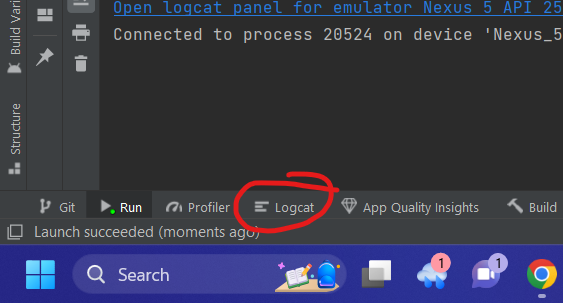 Open logcat panel for emulator Nexus 5 API 25
Connected to process 20524 on device 'Nexus_5
Build Vari
Structure
Git
Run
Profiler
Logcat
App Quality Insights
Build
Launch succeeded (moments ago)
Search
1
1